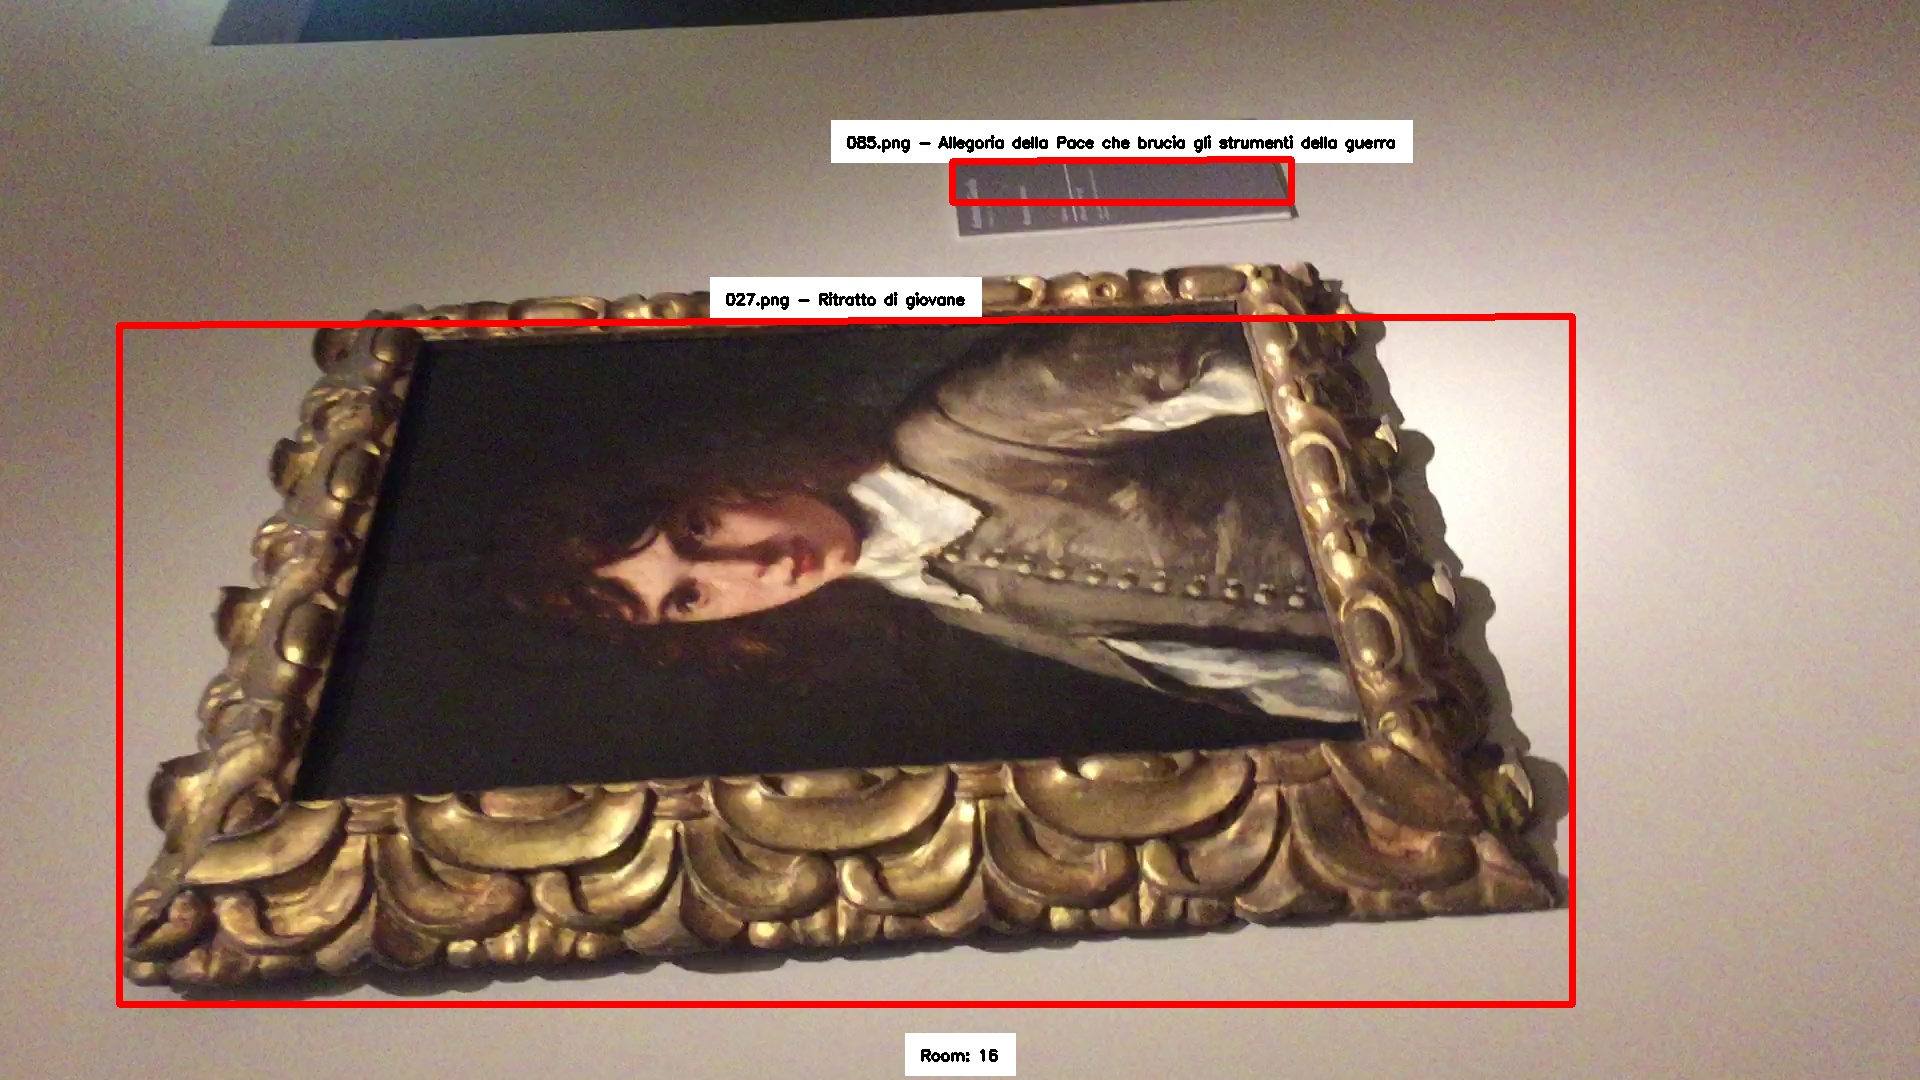 085.png - Allegoria della Pace che brucia gli strumenti della guerra
027.png - Ritratto di giovane
Room: 16